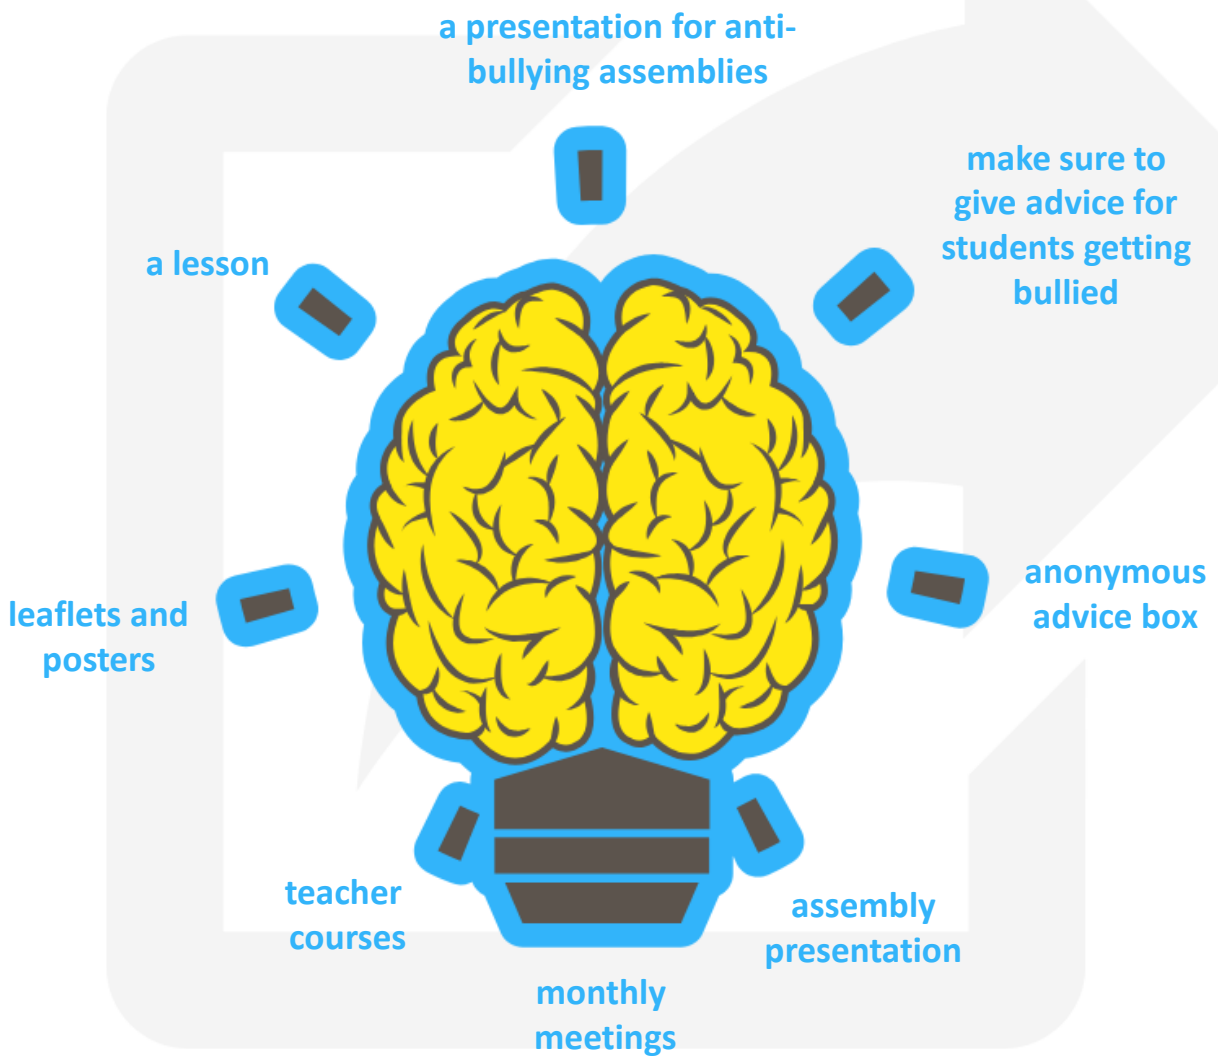 a presentation for anti-
bullying assemblies
make sure to
give advice for
students getting
bullied
a lesson
anonymous
advice box
leaflets and
posters
teacher
courses
assembly
presentation
monthly
meetings